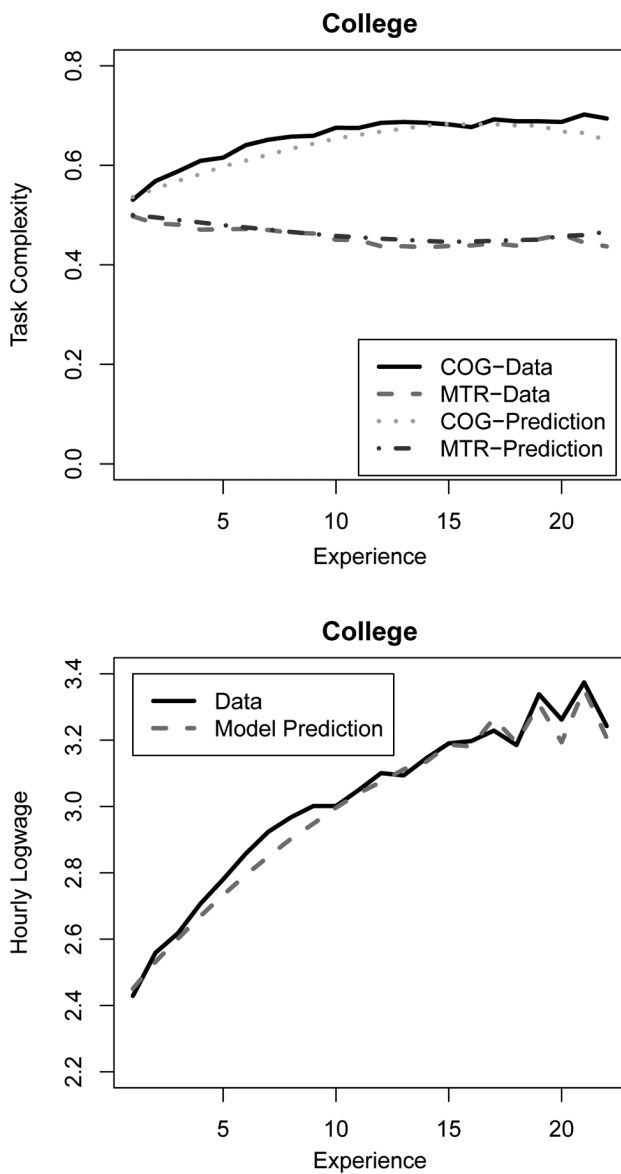 College
0.8
0.6
0.4
0.2
0.0
Task Complexity
COG−Data
MTR−Data
COG−Prediction
MTR−Prediction
5 10 15 20
Experience
College
3.4
3.2
3.0
2.8
2.6
2.4
2.2
Hourly Logwage
Data
Model Prediction
5 10 15 20
Experience